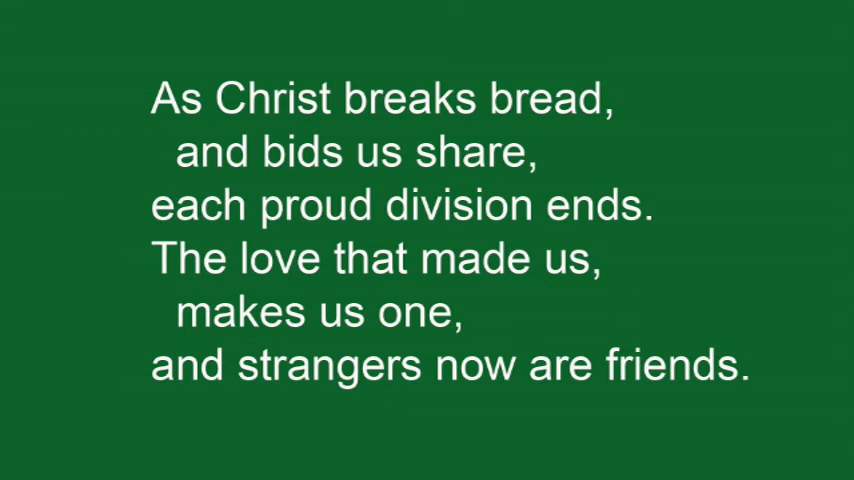 As Christ breaks bread,
and bids us share,
each proud division ends.
The love that made us,
makes us one,
and strangers now are friends.